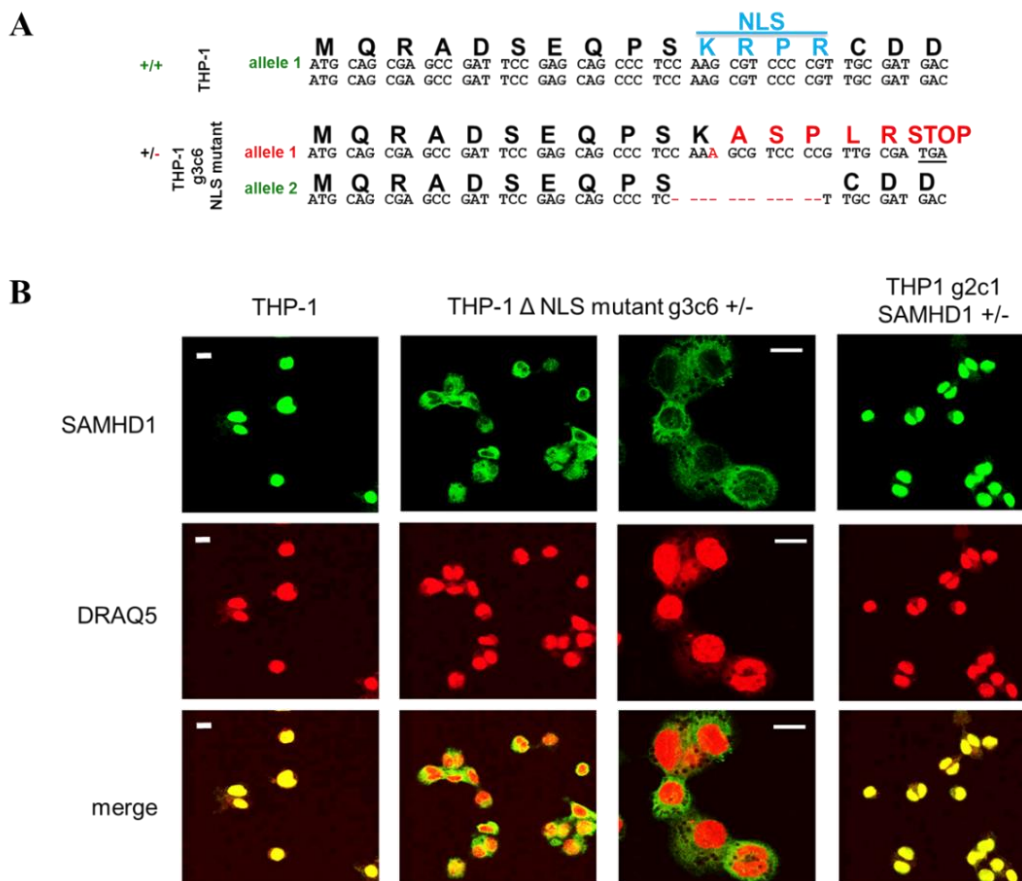 A
NLS
M Q R A D S E Q P S K R P R C D D
+/+ THP-1 allele 1 ATG CAG CGA GCC GAT TCC GAG CAG CCC TCC AAG CGT CCC CGT TGC GAT GAC
ATG CAG CGA GCC GAT TCC GAG CAG CCC TCC AAG CGT CCC CGT TGC GAT GAC
M Q R A D S E Q P S K A S P L R STOP
+/- THP-1 g3c6 NLS mutant allele 1 ATG CAG CGA GCC GAT TCC GAG CAG CCC TCC AAA GCG TCC CCG TTG CGA TGA
M Q R A D S E Q P S C D D
allele 2 ATG CAG CGA GCC GAT TCC GAG CAG CCC TC- --- --- --- --T TGC GAT GAC
B
THP-1
THP-1 Δ NLS mutant g3c6 +/-
THP1 g2c1
SAMHD1 +/-
SAMHD1
DRAQ5
merge